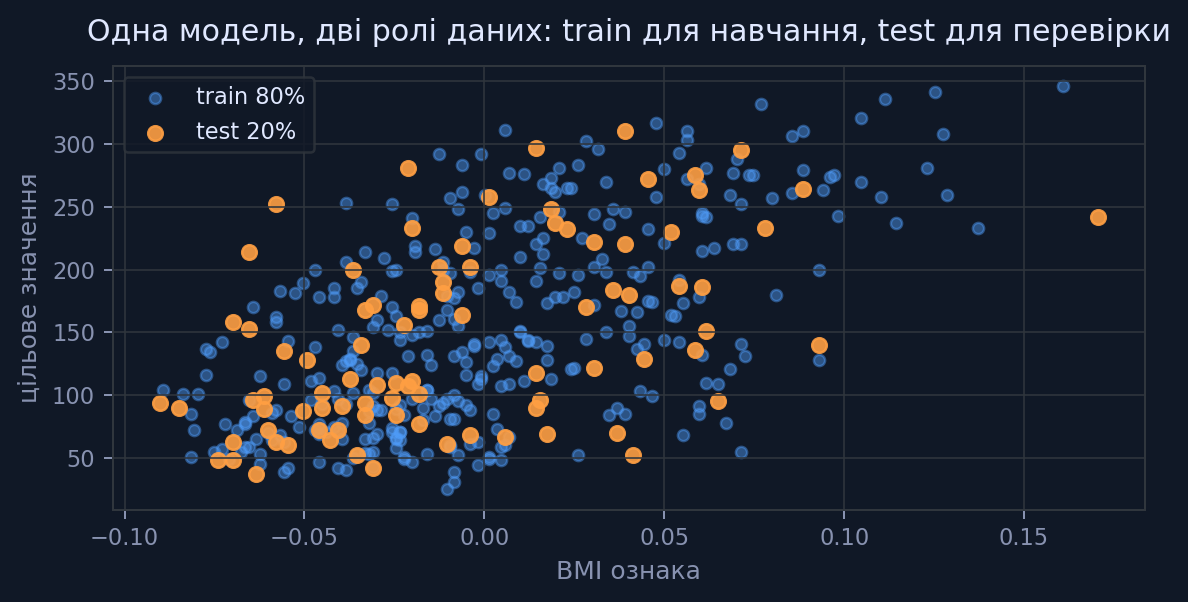 Одна модель, дві ролі даних: train для навчання, test для перевірки
train 80%
test 20%
Цільове значення
350
300
250
200
150
100
50
−0.10
−0.05
0.00
0.05
0.10
0.15
BMI ознака